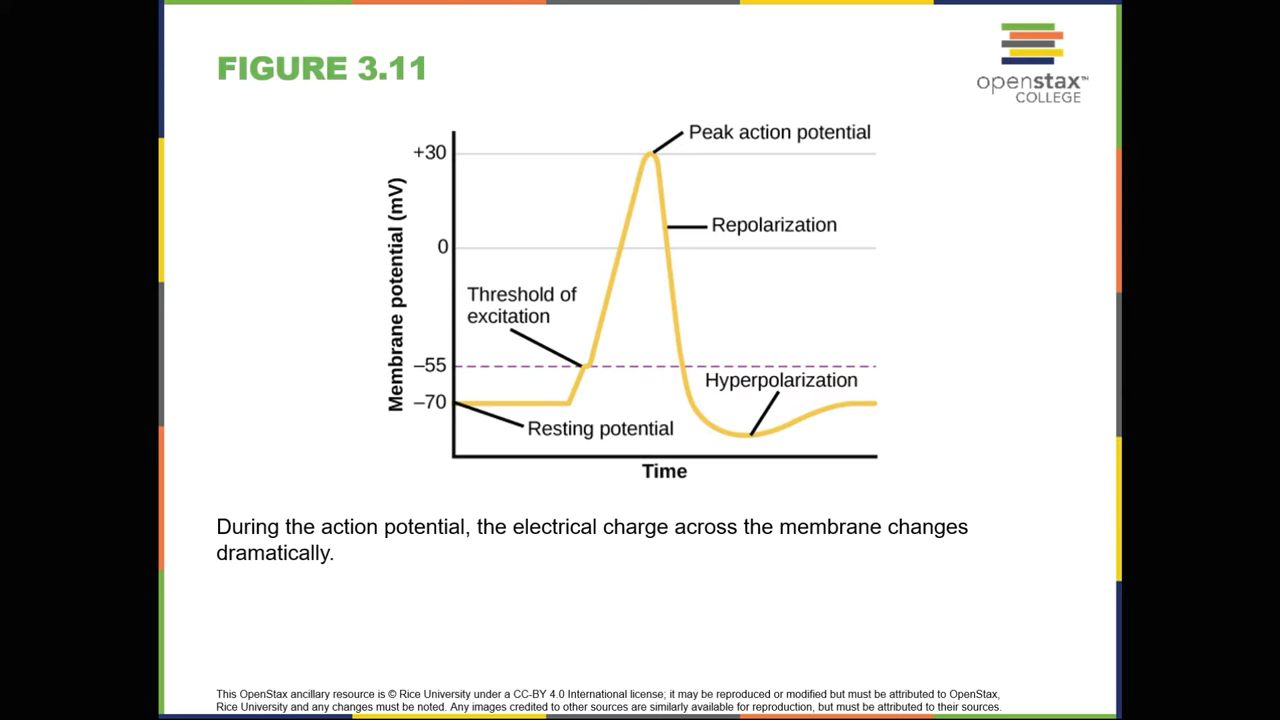 FIGURE 3.11
openstax™
COLLEGE
Peak action potential
+30
Repolarization
0
Membrane potential (mV)
Threshold of
excitation
–55
Hyperpolarization
–70
Resting potential
Time
During the action potential, the electrical charge across the membrane changes
dramatically.
This OpenStax ancillary resource is © Rice University under a CC-BY 4.0 International license; it may be reproduced or modified but must be attributed to OpenStax,
Rice University and any changes must be noted. Any images credited to other sources are similarly available for reproduction, but must be attributed to their sources.